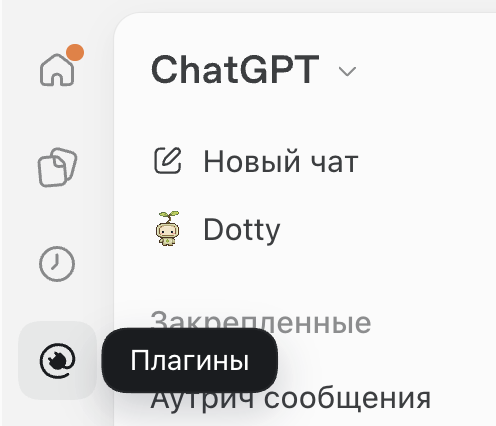 ChatGPT
Новый чат
Dotty
Закрепленные
Плагины
Аутрич сообщения